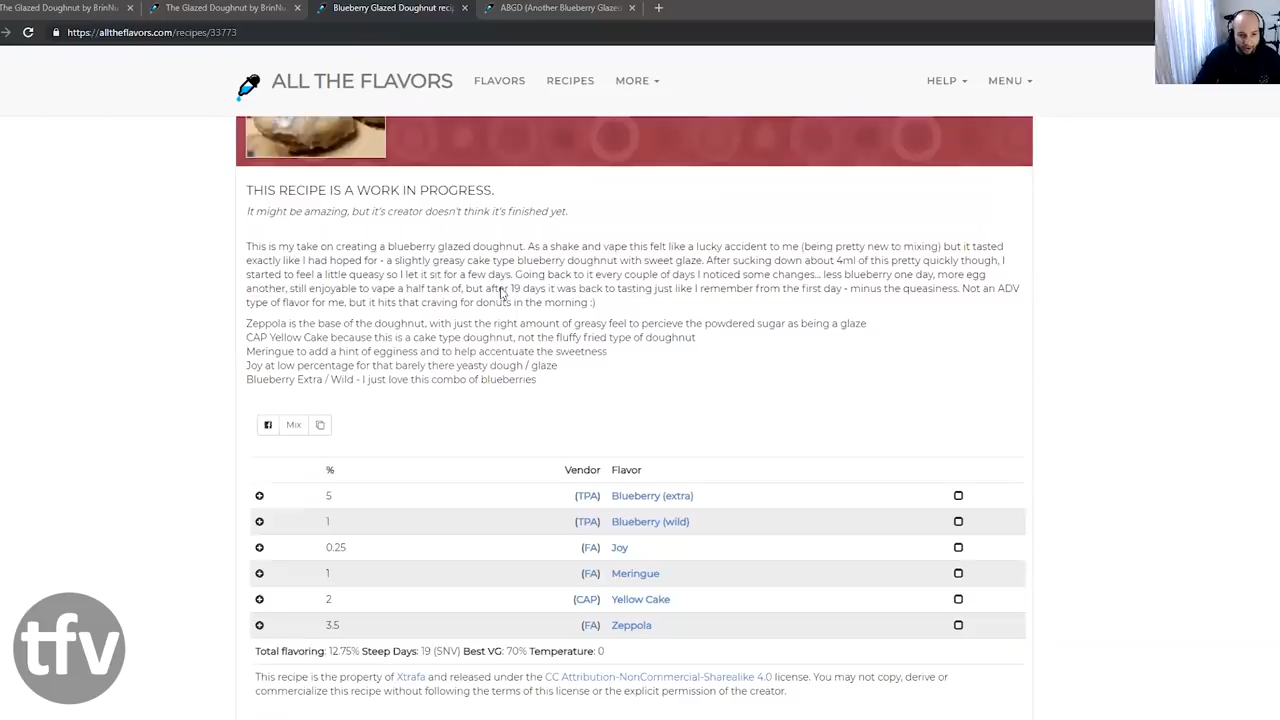 The Glazed Doughnut by BrinNu
The Glazed Doughnut by BrinNu
Blueberry Glazed Doughnut reci
ABGD (Another Blueberry Glazed
https://alltheflavors.com/recipes/33773
ALL THE FLAVORS
FLAVORS
RECIPES
MORE
HELP
MENU
THIS RECIPE IS A WORK IN PROGRESS.
It might be amazing, but it's creator doesn't think it's finished yet.
This is my take on creating a blueberry glazed doughnut. As a shake and vape this felt like a lucky accident to me (being pretty new to mixing) but it tasted
exactly like I had hoped for - a slightly greasy cake type blueberry doughnut with sweet glaze. After sucking down about 4ml of this pretty quickly though, I
started to feel a little queasy so I let it sit for a few days. Going back to it every couple of days I noticed some changes... less blueberry one day, more egg
another, still enjoyable to vape a half tank of, but after 19 days it was back to tasting just like I remember from the first day - minus the queasiness. Not an ADV
type of flavor for me, but it hits that craving for donuts in the morning :)
Zeppola is the base of the doughnut, with just the right amount of greasy feel to percieve the powdered sugar as being a glaze
CAP Yellow Cake because this is a cake type doughnut, not the fluffy fried type of doughnut
Meringue to add a hint of egginess and to help accentuate the sweetness
Joy at low percentage for that barely there yeasty dough / glaze
Blueberry Extra / Wild - I just love this combo of blueberries
Mix
% Vendor Flavor
5 (TPA) Blueberry (extra)
1 (TPA) Blueberry (wild)
0.25 (FA) Joy
1 (FA) Meringue
2 (CAP) Yellow Cake
3.5 (FA) Zeppola
Total flavoring: 12.75% Steep Days: 19 (SNV) Best VG: 70% Temperature: 0
This recipe is the property of Xtrafa and released under the CC Attribution-NonCommercial-Sharealike 4.0 license. You may not copy, derive or
commercialize this recipe without following the terms of this license or the explicit permission of the creator.
tfv